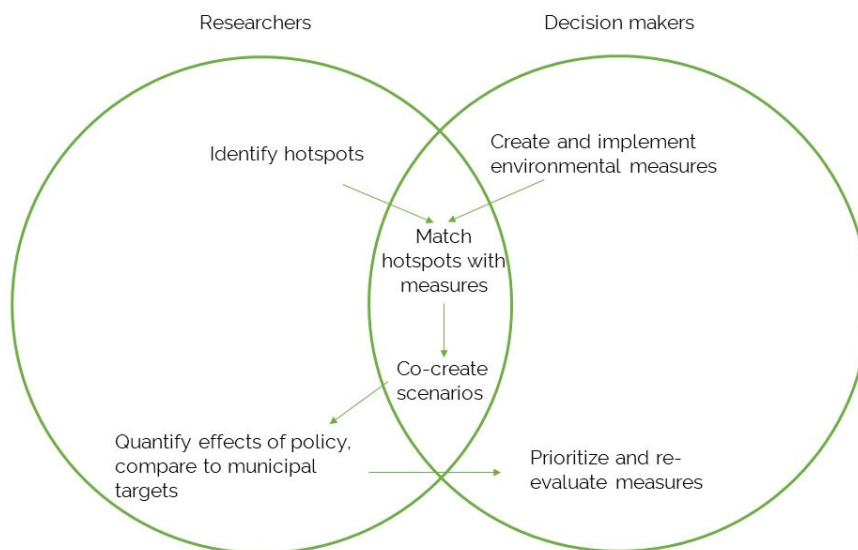 Researchers
Decision makers
Identify hotspots
Create and implement
environmental measures
Match
hotspots with
measures
Co-create
scenarios
Quantify effects of policy,
compare to municipal
targets
Prioritize and re-
evaluate measures